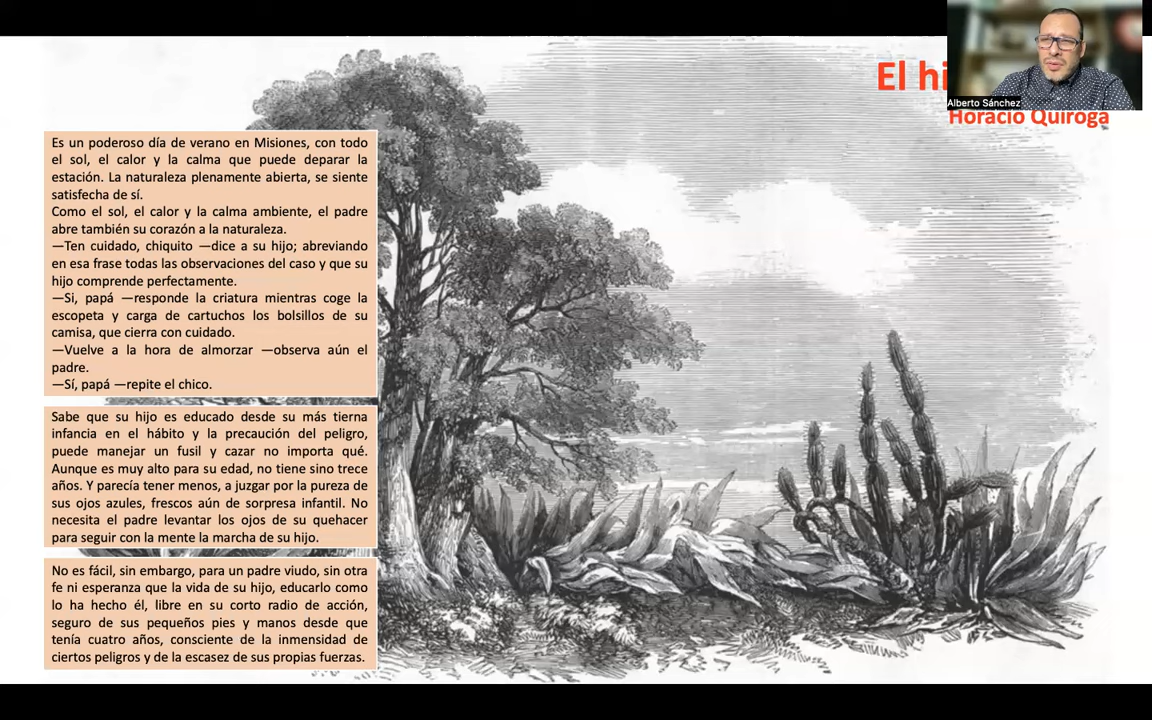 El hi
Horacio Quiroga
Alberto Sánchez
Es un poderoso día de verano en Misiones, con todo
el sol, el calor y la calma que puede deparar la
estación. La naturaleza plenamente abierta, se siente
satisfecha de sí.
Como el sol, el calor y la calma ambiente, el padre
abre también su corazón a la naturaleza.
—Ten cuidado, chiquito —dice a su hijo; abreviando
en esa frase todas las observaciones del caso y que su
hijo comprende perfectamente.
—Si, papá —responde la criatura mientras coge la
escopeta y carga de cartuchos los bolsillos de su
camisa, que cierra con cuidado.
—Vuelve a la hora de almorzar —observa aún el
padre.
—Sí, papá —repite el chico.
Sabe que su hijo es educado desde su más tierna
infancia en el hábito y la precaución del peligro,
puede manejar un fusil y cazar no importa qué.
Aunque es muy alto para su edad, no tiene sino trece
años. Y parecía tener menos, a juzgar por la pureza de
sus ojos azules, frescos aún de sorpresa infantil. No
necesita el padre levantar los ojos de su quehacer
para seguir con la mente la marcha de su hijo.
No es fácil, sin embargo, para un padre viudo, sin otra
fe ni esperanza que la vida de su hijo, educarlo como
lo ha hecho él, libre en su corto radio de acción,
seguro de sus pequeños pies y manos desde que
tenía cuatro años, consciente de la inmensidad de
ciertos peligros y de la escasez de sus propias fuerzas.